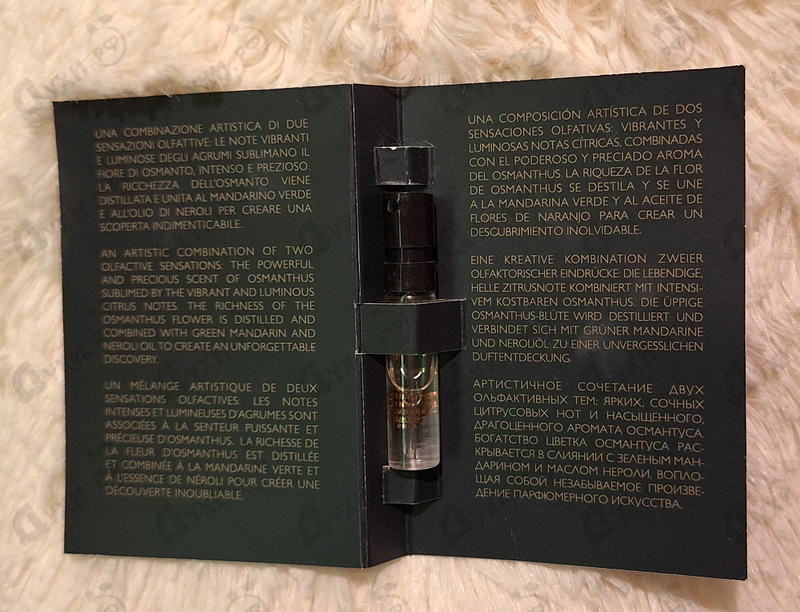 UNA COMBINAZIONE ARTISTICA DI DUE
SENSAZIONI OLFATTIVE: LE NOTE VIBRANTI
E LUMINOSE DEGLI AGRUMI SUBLIMANO IL
FIORE DI OSMANTO, INTENSO E PREZIOSO.
LA RICCHEZZA DELL'OSMANTO VIENE
DISTILLATA E UNITA AL MANDARINO VERDE
E ALL'OLIO DI NEROLI PER CREARE UNA
SCOPERTA INDIMENTICABILE.
AN ARTISTIC COMBINATION OF TWO
OLFACTIVE SENSATIONS: THE POWERFUL
AND PRECIOUS SCENT OF OSMANTHUS
SUBLIMED BY THE VIBRANT AND LUMINOUS
CITRUS NOTES. THE RICHNESS OF THE
OSMANTHUS FLOWER IS DISTILLED AND
COMBINED WITH GREEN MANDARIN AND
NEROLI OIL TO CREATE AN UNFORGETTABLE
DISCOVERY.
UN MÉLANGE ARTISTIQUE DE DEUX
SENSATIONS OLFACTIVES: LES NOTES
INTENSES ET LUMINEUSES D'AGRUMES SONT
ASSOCIÉES À LA SENTEUR PUISSANTE ET
PRÉCIEUSE D'OSMANTHUS. LA RICHESSE DE
LA FLEUR D'OSMANTHUS EST DISTILLÉE
ET COMBINÉE À LA MANDARINE VERTE ET
À L'ESSENCE DE NÉROLI POUR CRÉER UNE
DÉCOUVERTE INOUBLIABLE.
UNA COMPOSICIÓN ARTÍSTICA DE DOS
SENSACIONES OLFATIVAS: VIBRANTES Y
LUMINOSAS NOTAS CÍTRICAS, COMBINADAS
CON EL PODEROSO Y PRECIADO AROMA
DEL OSMANTHUS. LA RIQUEZA DE LA FLOR
DE OSMANTHUS SE DESTILA Y SE UNE
A LA MANDARINA VERDE Y AL ACEITE DE
FLORES DE NARANJO PARA CREAR UN
DESCUBRIMIENTO INOLVIDABLE.
EINE KREATIVE KOMBINATION ZWEIER
OLFAKTORISCHER EINDRÜCKE: DIE LEBENDIGE,
HELLE ZITRUSNOTE KOMBINIERT MIT INTENSI-
VEM KOSTBAREN OSMANTHUS. DIE ÜPPIGE
OSMANTHUS-BLÜTE WIRD DESTILLIERT UND
VERBINDET SICH MIT GRÜNER MANDARINE
UND NEROLIÖL ZU EINER UNVERGESSLICHEN
DUFTENTDECKUNG.
АРТИСТИЧНОЕ СОЧЕТАНИЕ ДВУХ
ОЛЬФАКТИВНЫХ ТЕМ: ЯРКИХ, СОЧНЫХ
ЦИТРУСОВЫХ НОТ И НАСЫЩЕННОГО,
ДРАГОЦЕННОГО АРОМАТА ОСМАНТУСА.
БОГАТСТВО ЦВЕТКА ОСМАНТУСА РАС-
КРЫВАЕТСЯ В СЛИЯНИИ С ЗЕЛЕНЫМ МАН-
ДАРИНОМ И МАСЛОМ НЕРОЛИ, ВОПЛО-
ЩАЯ СОБОЙ НЕЗАБЫВАЕМОЕ ПРОИЗВЕ-
ДЕНИЕ ПАРФЮМЕРНОГО ИСКУССТВА.